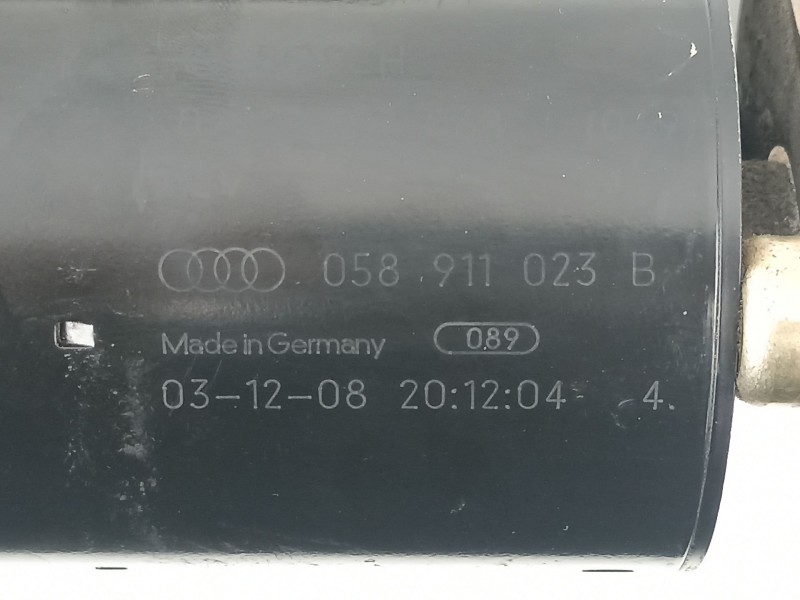 058 911 023 B
Made in Germany 089
03-12-08 20:12:04 4.